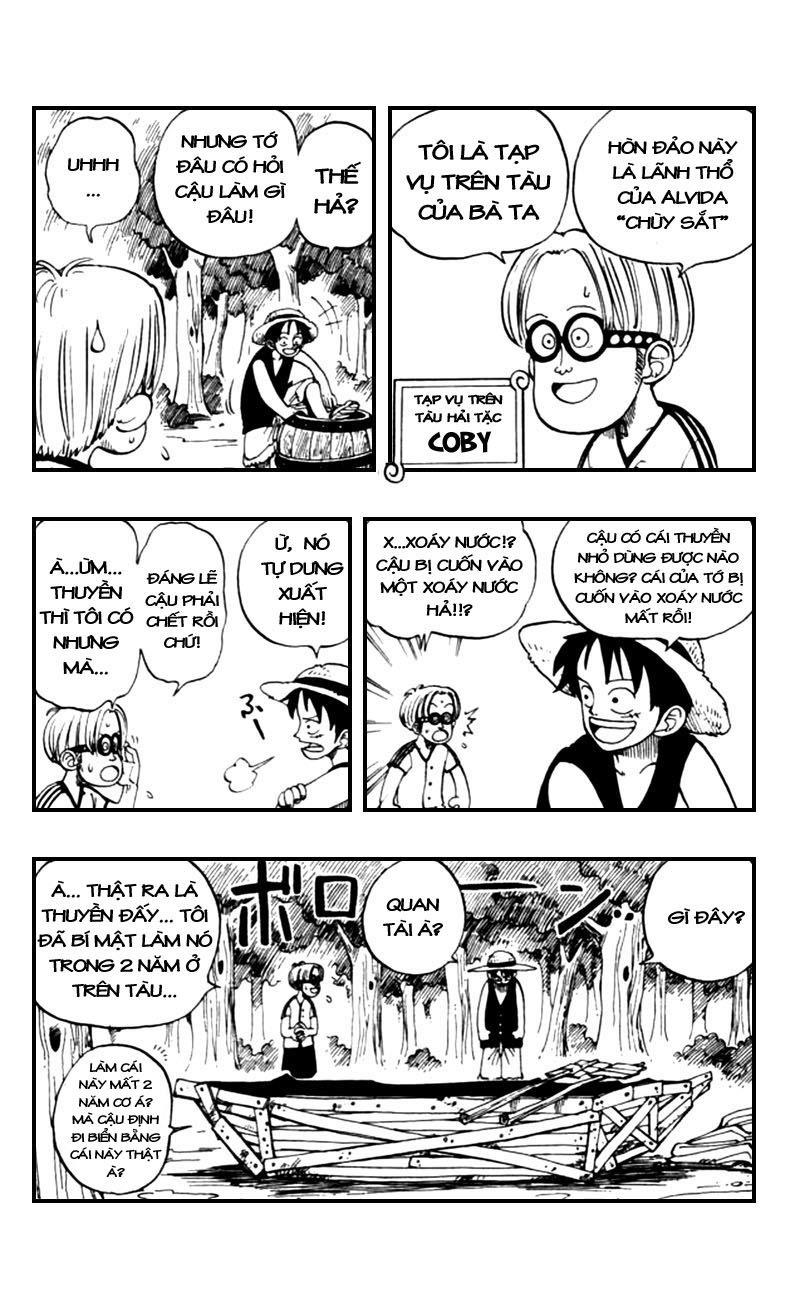 HÒN ĐẢO NÀY
LÀ LÃNH THỔ
CỦA ALVIDA
“CHÙY SẮT”
TÔI LÀ TẠP
VỤ TRÊN TÀU
CỦA BÀ TA
TẠP VỤ TRÊN
TÀU HẢI TẶC
COBY
THẾ
HẢ?
NHƯNG TỚ
ĐÂU CÓ HỎI
CẬU LÀM GÌ
ĐÂU!
UHHH
...
CẬU CÓ CÁI THUYỀN
NHỎ DÙNG ĐƯỢC NÀO
KHÔNG? CÁI CỦA TỚ BỊ
CUỐN VÀO XOÁY NƯỚC
MẤT RỒI!
X...XOÁY NƯỚC!?
CẬU BỊ CUỐN VÀO
MỘT XOÁY NƯỚC
HẢ!!?
Ừ, NÓ
TỰ DƯNG
XUẤT
HIỆN!
ふー
ĐÁNG LẼ
CẬU PHẢI
CHẾT RỒI
CHỨ!
À...ỪM...
THUYỀN
THÌ TÔI CÓ
NHƯNG
MÀ...
GÌ ĐÂY?
QUAN
TÀI À?
ボローン
À... THẬT RA LÀ
THUYỀN ĐẤY... TÔI
ĐÃ BÍ MẬT LÀM NÓ
TRONG 2 NĂM Ở
TRÊN TÀU...
LÀM CÁI
NÀY MẤT 2
NĂM CƠ Á?
MÀ CẬU ĐỊNH
ĐI BIỂN BẰNG
CÁI NÀY THẬT
À?